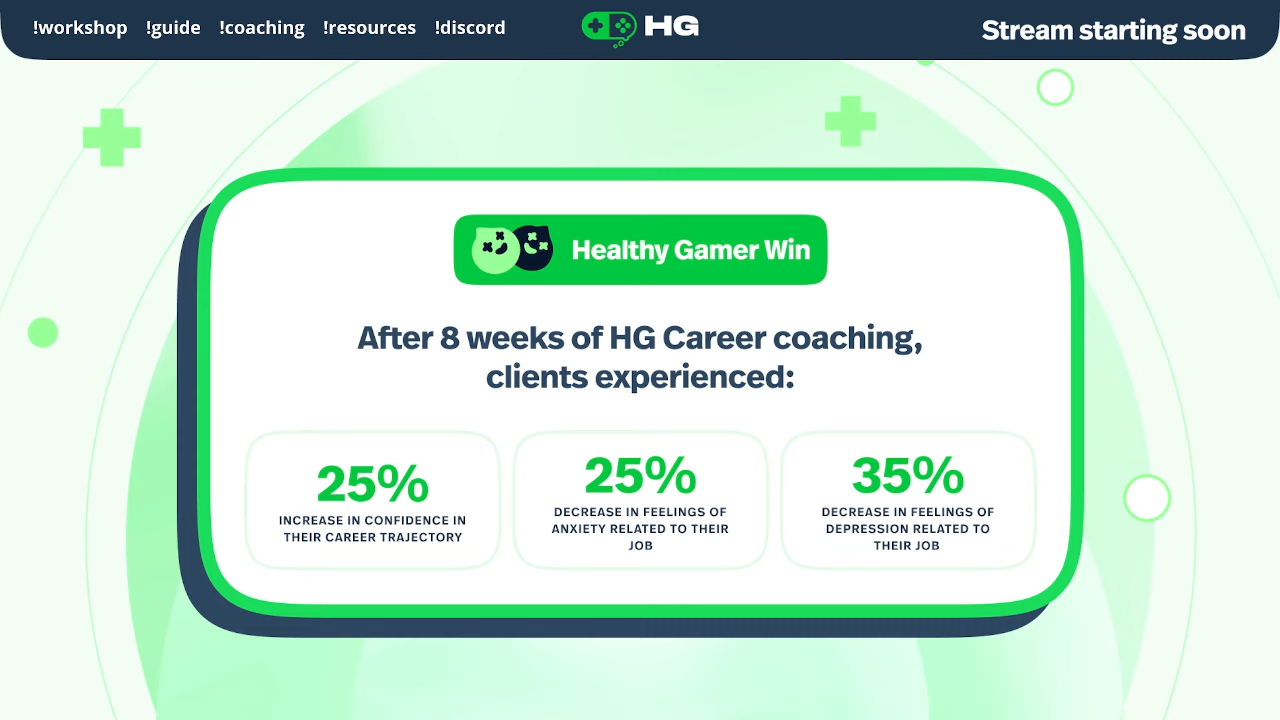 !workshop !guide !coaching !resources !discord
HG
Stream starting soon
Healthy Gamer Win
After 8 weeks of HG Career coaching,
clients experienced:
25%
INCREASE IN CONFIDENCE IN
THEIR CAREER TRAJECTORY
25%
DECREASE IN FEELINGS OF
ANXIETY RELATED TO THEIR
JOB
35%
DECREASE IN FEELINGS OF
DEPRESSION RELATED TO
THEIR JOB